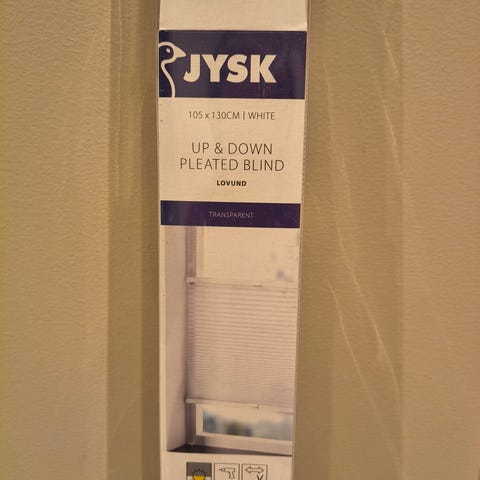 JYSK
105 x 130CM | WHITE
UP & DOWN
PLEATED BLIND
LOVUND
TRANSPARENT